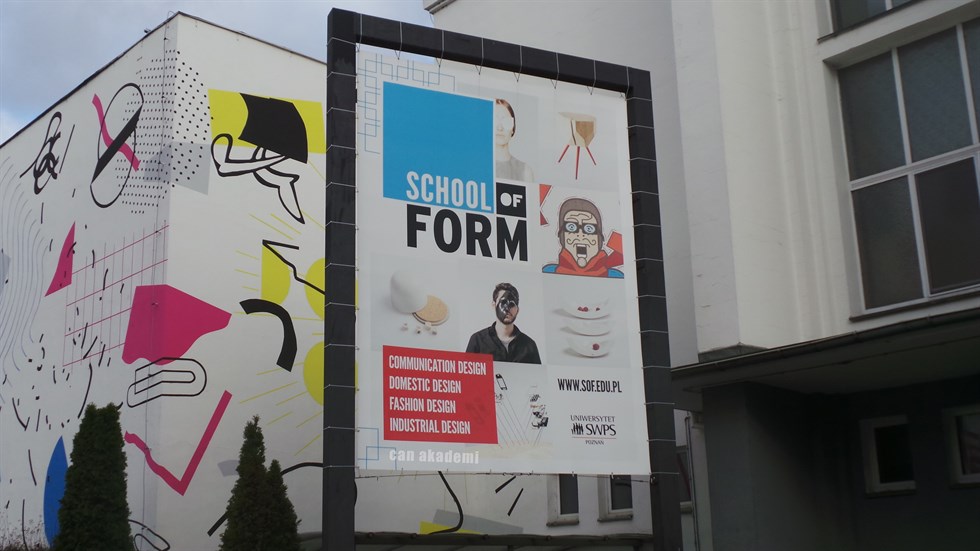 SCHOOL OF
FORM
COMMUNICATION DESIGN
DOMESTIC DESIGN
FASHION DESIGN
INDUSTRIAL DESIGN
WWW.SOF.EDU.PL
UNIWERSYTET
SWPS
POZNAŃ
can akademi